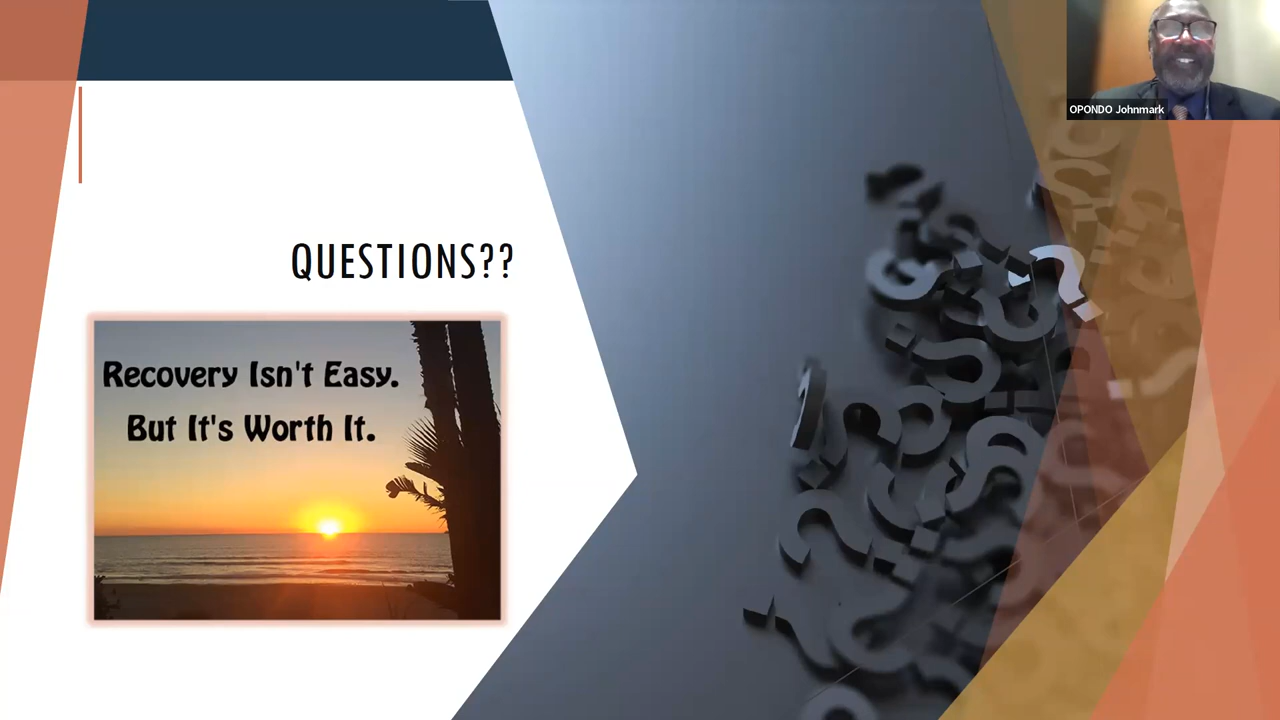 OPONDO Johnmark
QUESTIONS??
Recovery Isn't Easy.
But It's Worth It.